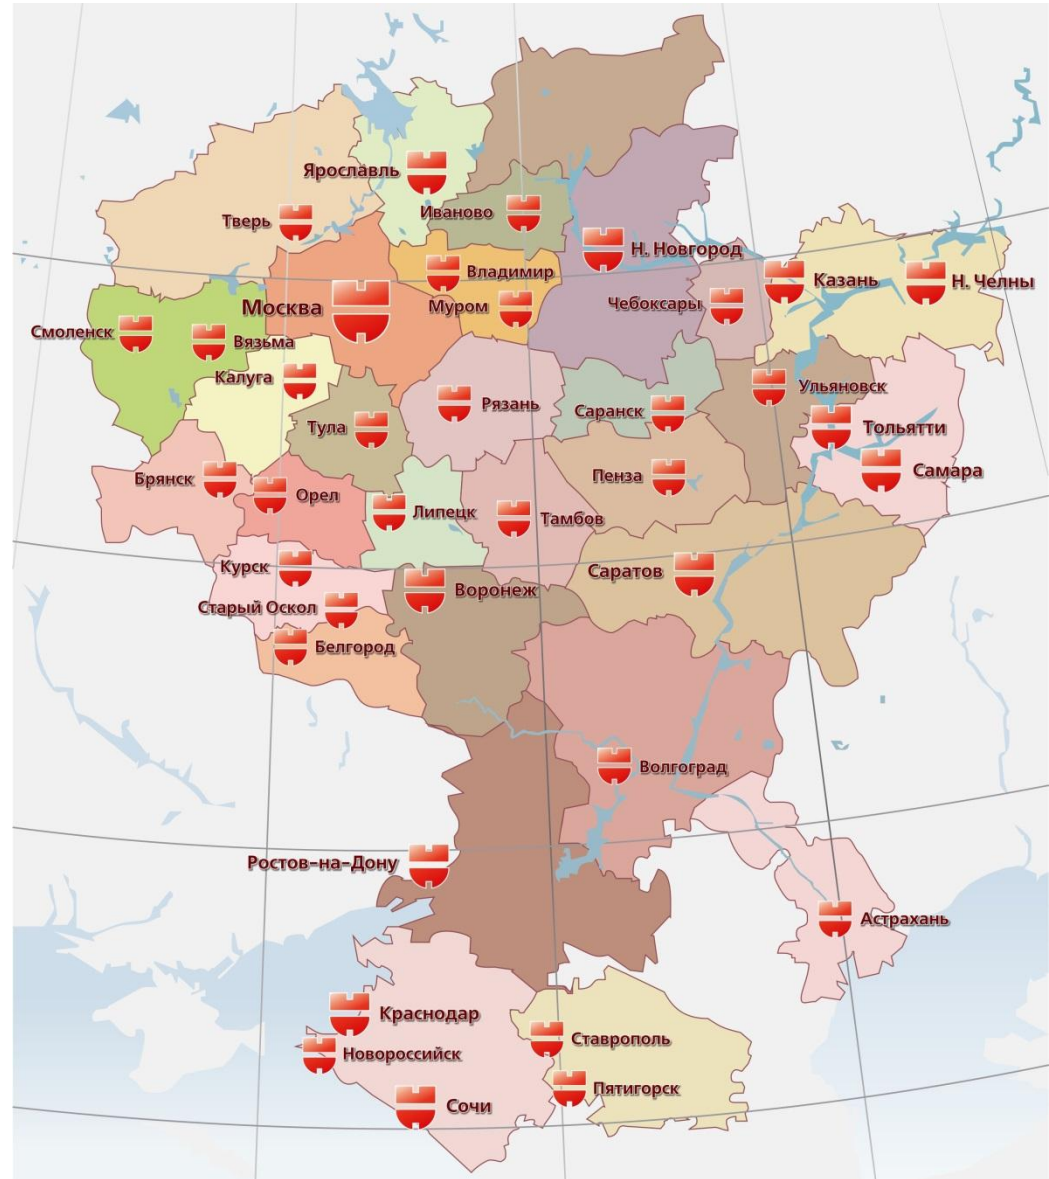 Ярославль
Иваново
Тверь
Н. Новгород
Владимир
Казань
Н. Челны
Москва
Муром
Чебоксары
Смоленск
Вязьма
Калуга
Ульяновск
Рязань
Саранск
Тула
Тольятти
Самара
Брянск
Пенза
Орел
Липецк
Тамбов
Курск
Саратов
Воронеж
Старый Оскол
Белгород
Волгоград
Ростов-на-Дону
Астрахань
Краснодар
Ставрополь
Новороссийск
Пятигорск
Сочи